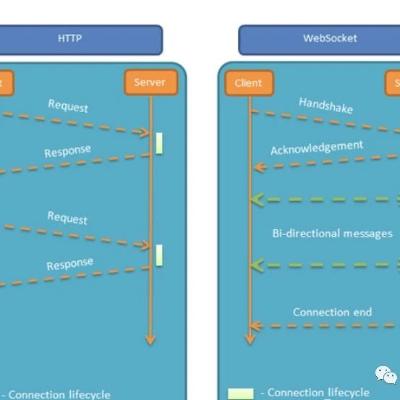 HTTP
Server
Request
Response
Request
Response
- Connection lifecycle
WebSocket
Client
Handshake
Acknowledgement
Bi-directional messages
Connection end
- Connection lifecycle